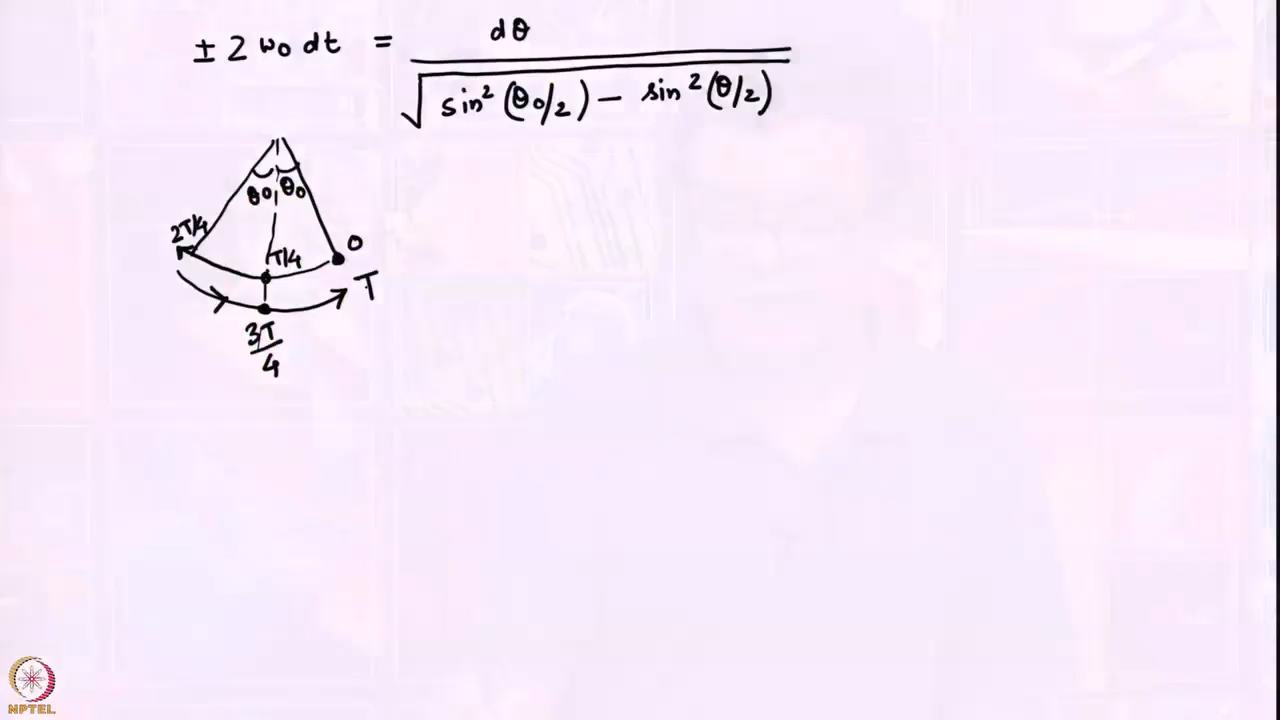 ± 2 ω₀ dt = dθ / √(sin² (θ₀/2) − sin² (θ/2))
θ₀ θ₀
2T/4
T/4
0
T
3T/4
NPTEL